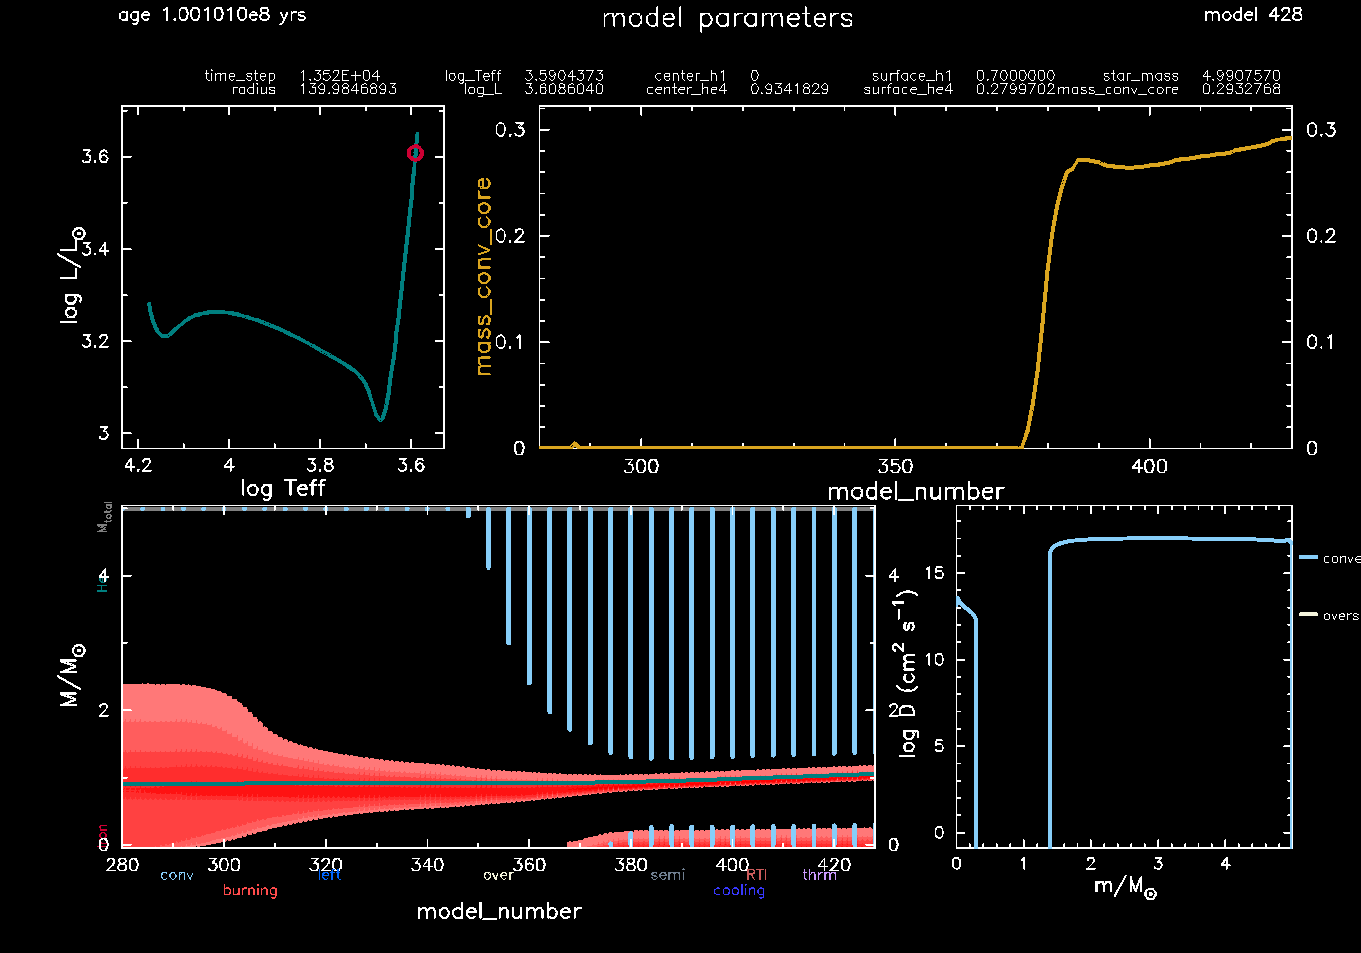 age 1.001010e8 yrs model parameters model 428
time_step 1.352E+04 log_Teff 3.5904373 center_h1 0 surface_h1 0.7000000 star_mass 4.9907570
radius 139.9846893 log_L 3.6086040 center_he4 0.9341829 surface_he4 0.2799702 mass_conv_core 0.2932768
log L/L⊙
3.6
3.4
3.2
3
4.2 4 3.8 3.6
log Teff
mass_conv_core
0.3 0.3
0.2 0.2
0.1 0.1
0 0
300 350 400
model_number
M/M⊙
Mtotal
He
4 4
2 2
0 0
280 300 320 340 360 380 400 420
conv left over semi RTI thrm
burning cooling
model_number
log D (cm² s⁻¹)
15
10
5
0
0 1 2 3 4
m/M⊙
conve
overs